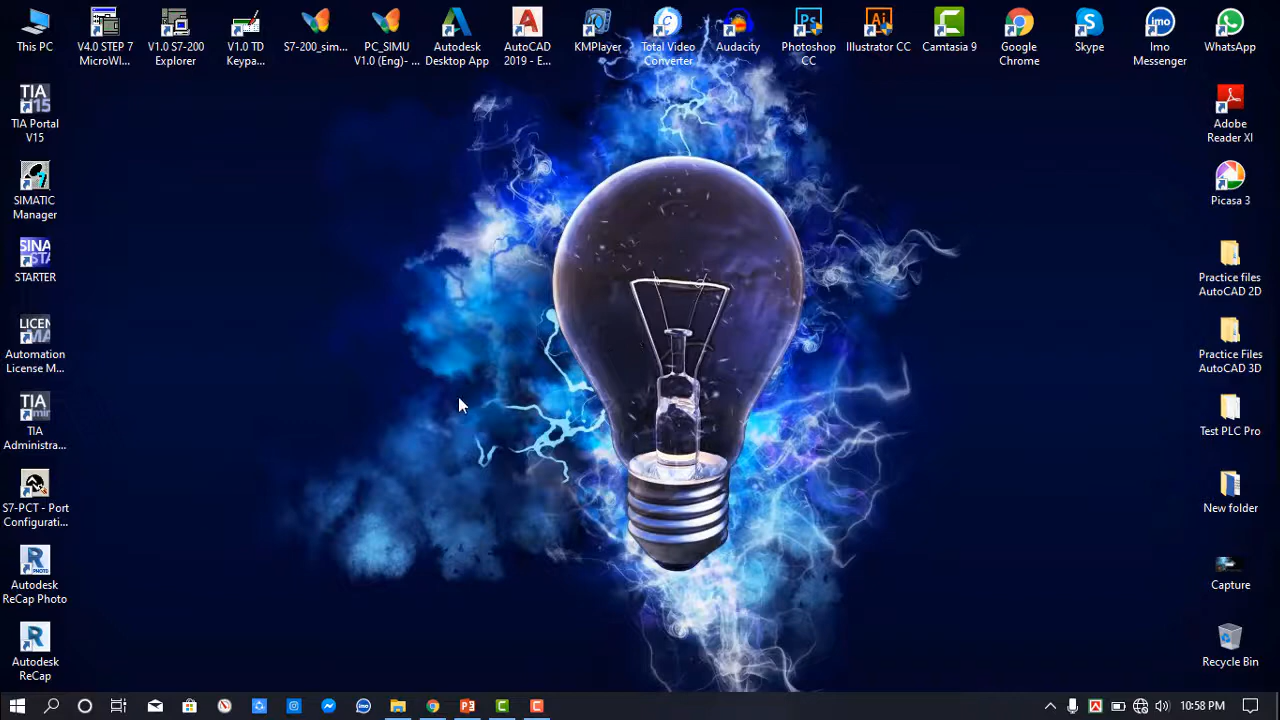 This PC
V4.0 STEP 7
MicroWI...
V1.0 S7-200
Explorer
V1.0 TD
Keypa...
S7-200_sim...
PC_SIMU
V1.0 (Eng)- ...
Autodesk
Desktop App
AutoCAD
2019 - E...
KMPlayer
Total Video
Converter
Audacity
Photoshop
CC
Illustrator CC
Camtasia 9
Google
Chrome
Skype
Imo
Messenger
WhatsApp
TIA Portal
V15
SIMATIC
Manager
STARTER
Automation
License M...
TIA
Administra...
S7-PCT - Port
Configurati...
Autodesk
ReCap Photo
Autodesk
ReCap
Adobe
Reader XI
Picasa 3
Practice files
AutoCAD 2D
Practice Files
AutoCAD 3D
Test PLC Pro
New folder
Capture
Recycle Bin
10:58 PM